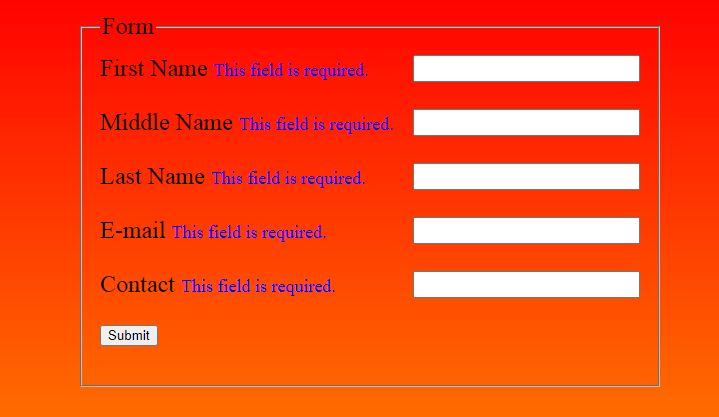 Form
First Name This field is required.
Middle Name This field is required.
Last Name This field is required.
E-mail This field is required.
Contact This field is required.
Submit